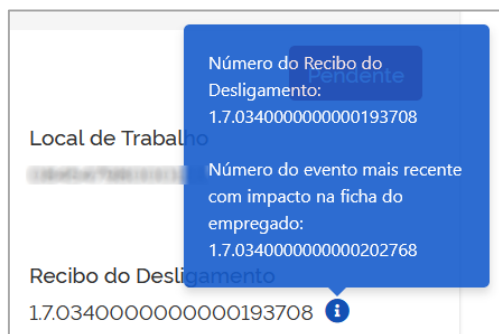 Número do Recibo do
Desligamento:
1.7.0340000000000193708
Número do evento mais recente
com impacto na ficha do
empregado:
1.7.0340000000000202768
Pendente
Local de Trabalho
Recibo do Desligamento
1.7.0340000000000193708